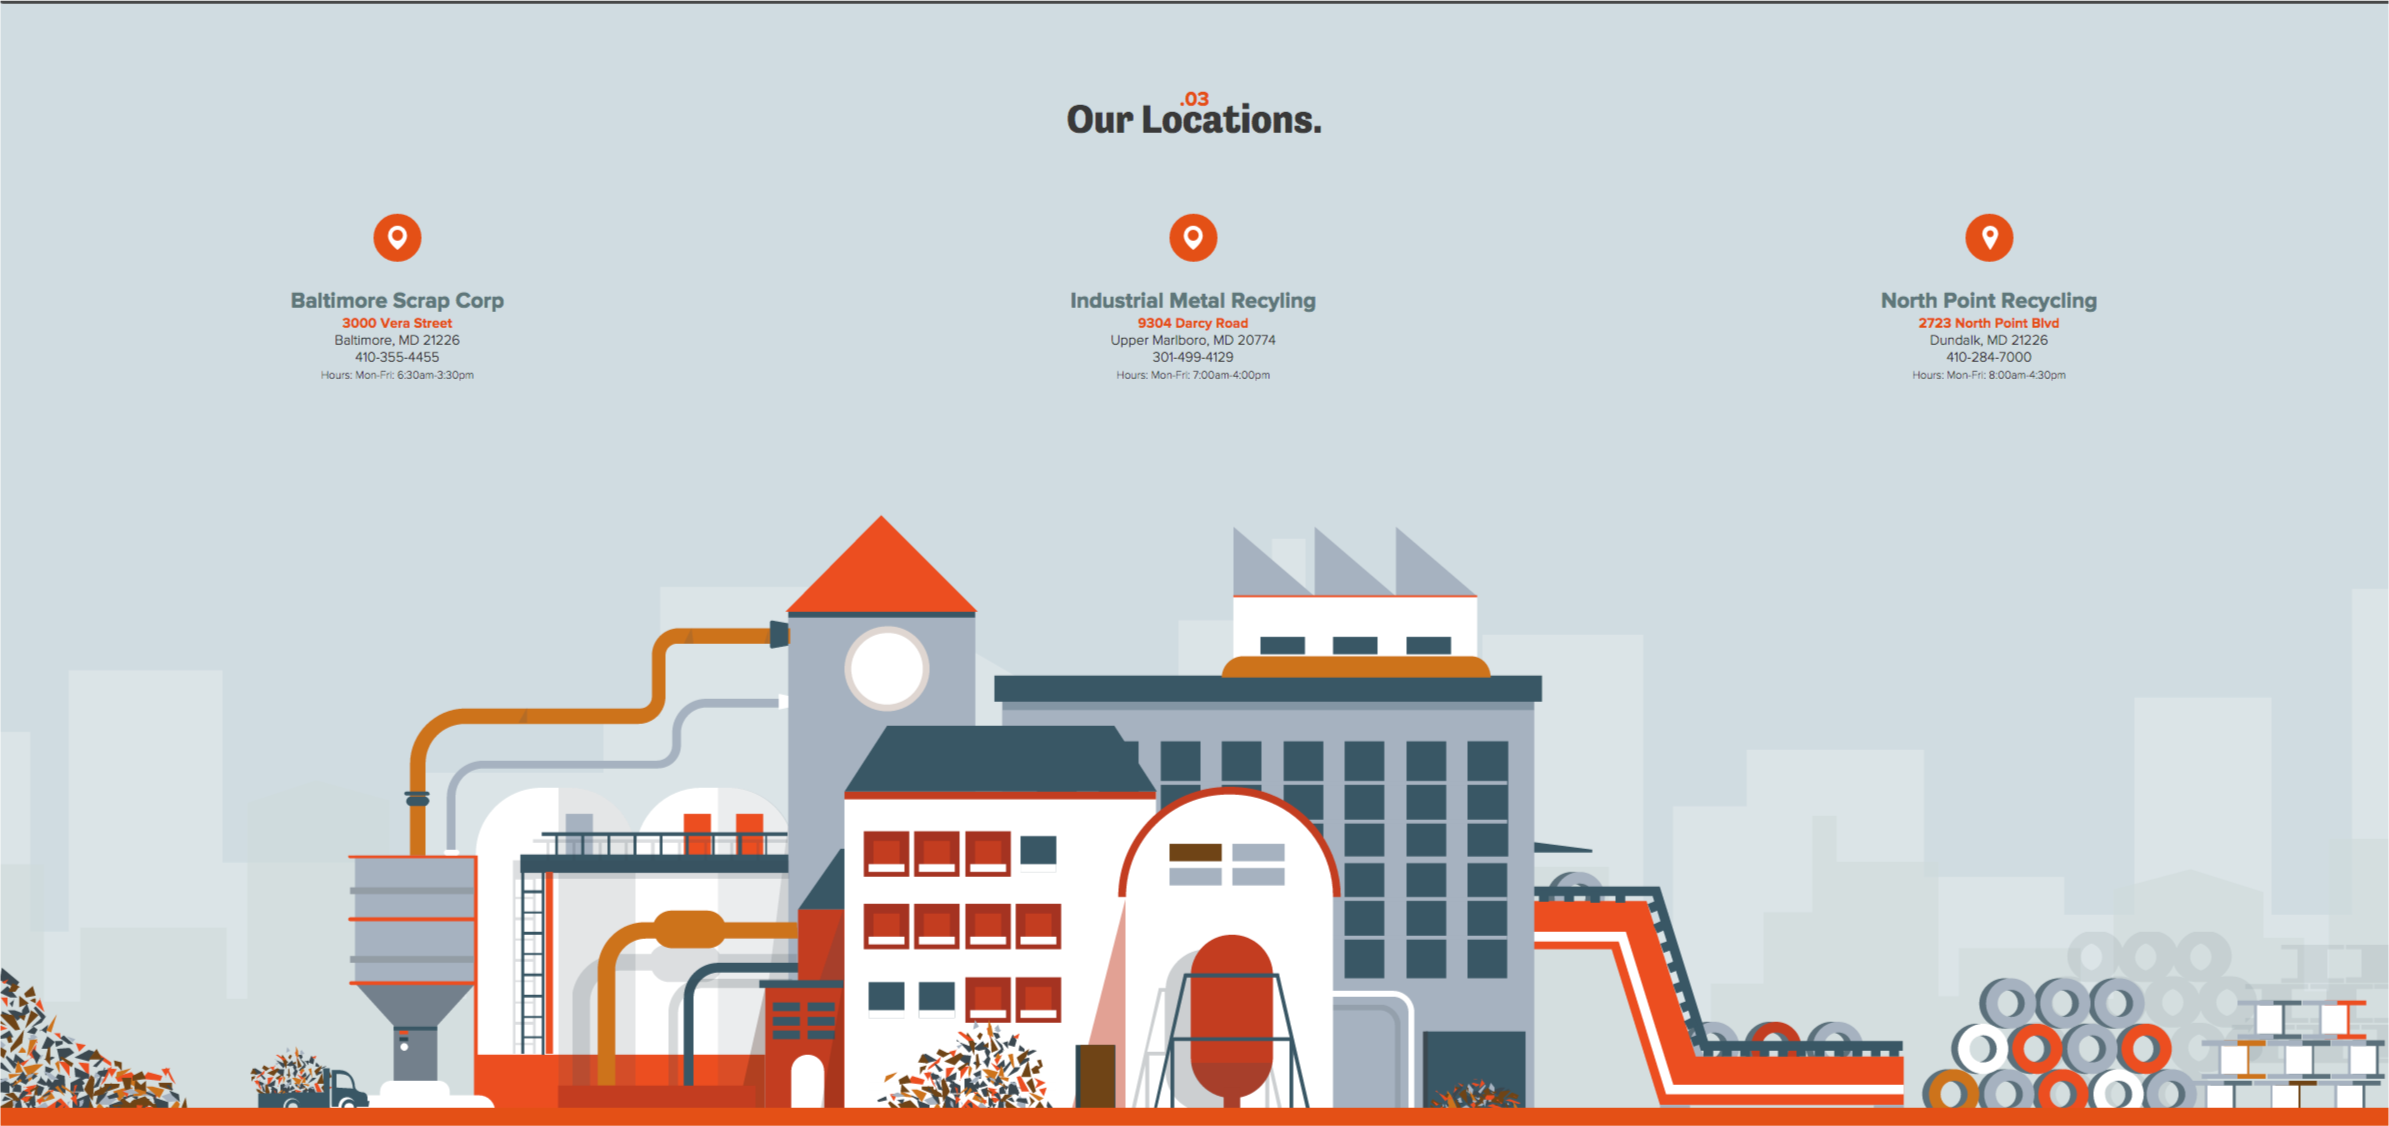 .03
Our Locations.
Baltimore Scrap Corp
3000 Vera Street
Baltimore, MD 21226
410-355-4455
Hours: Mon-Fri: 6:30am-3:30pm
Industrial Metal Recyling
9304 Darcy Road
Upper Marlboro, MD 20774
301-499-4129
Hours: Mon-Fri: 7:00am-4:00pm
North Point Recycling
2723 North Point Blvd
Dundalk, MD 21226
410-284-7000
Hours: Mon-Fri: 8:00am-4:30pm